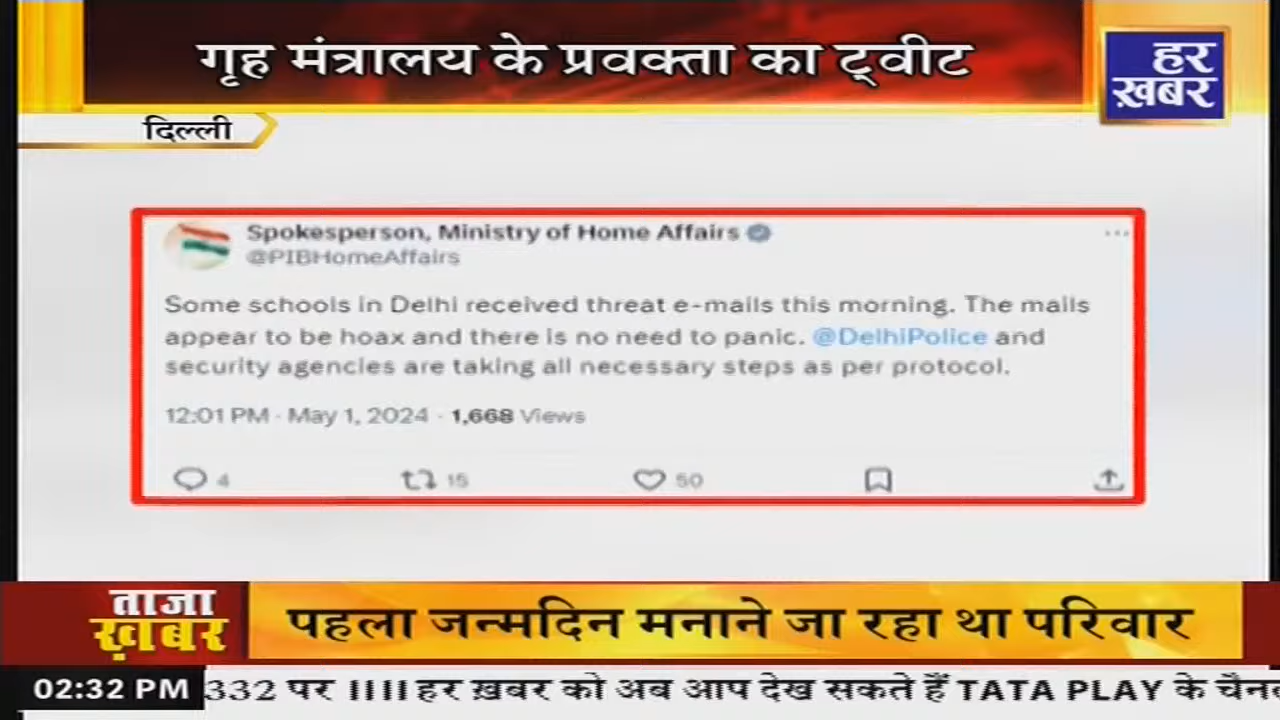 गृह मंत्रालय के प्रवक्ता का ट्वीट
हर
ख़बर
दिल्ली
Spokesperson, Ministry of Home Affairs
@PIBHomeAffairs
Some schools in Delhi received threat e-mails this morning. The mails
appear to be hoax and there is no need to panic. @DelhiPolice and
security agencies are taking all necessary steps as per protocol.
12:01 PM · May 1, 2024 · 1,668 Views
4 15 50
ताजा
ख़बर
पहला जन्मदिन मनाने जा रहा था परिवार
02:32 PM 332 पर IIII हर ख़बर को अब आप देख सकते हैं TATA PLAY के